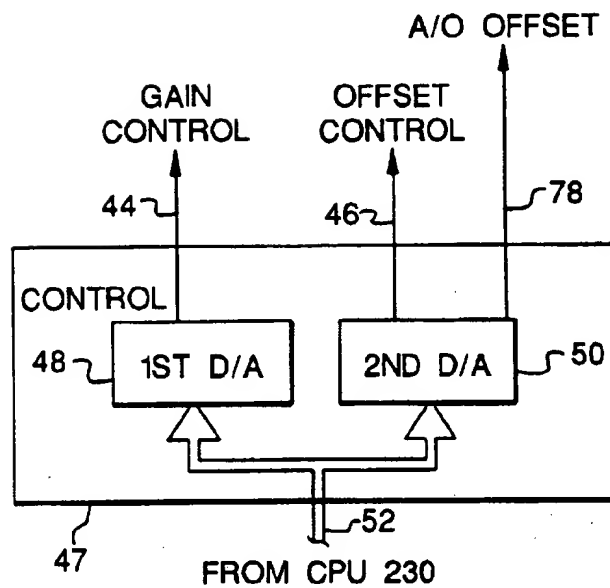 A/O OFFSET
GAIN
CONTROL
OFFSET
CONTROL
44
46
78
CONTROL
48
1ST D/A
2ND D/A
50
52
47
FROM CPU 230